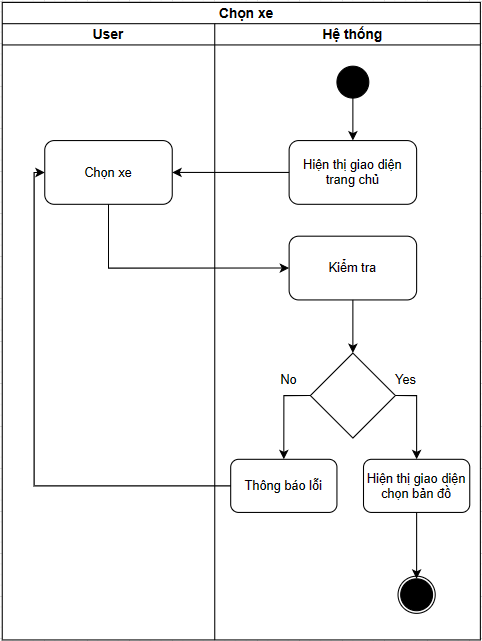 Chọn xe
User
Hệ thống
Hiện thị giao diện
trang chủ
Chọn xe
Kiểm tra
No
Yes
Thông báo lỗi
Hiện thị giao diện
chọn bản đồ